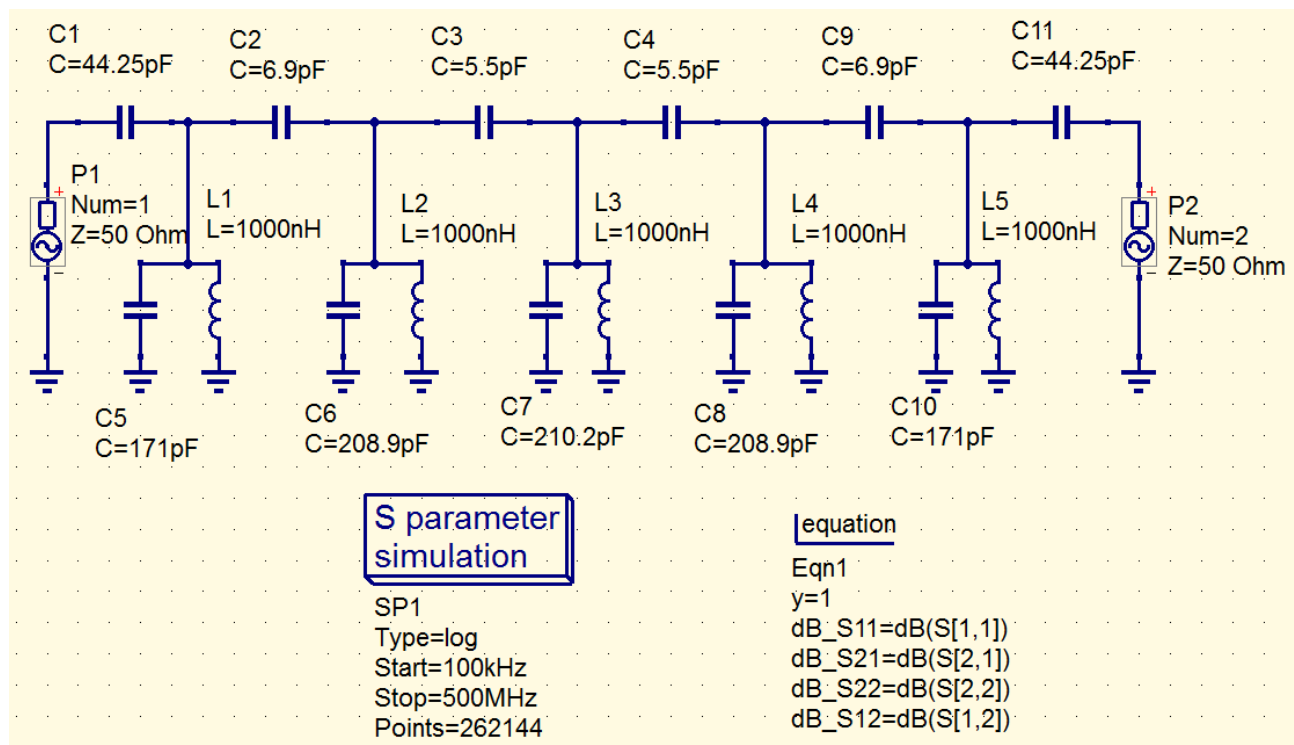 C1
C=44.25pF
C2
C=6.9pF
C3
C=5.5pF
C4
C=5.5pF
C9
C=6.9pF
C11
C=44.25pF
P1
Num=1
Z=50 Ohm
L1
L=1000nH
L2
L=1000nH
L3
L=1000nH
L4
L=1000nH
L5
L=1000nH
P2
Num=2
Z=50 Ohm
C5
C=171pF
C6
C=208.9pF
C7
C=210.2pF
C8
C=208.9pF
C10
C=171pF
S parameter
simulation
SP1
Type=log
Start=100kHz
Stop=500MHz
Points=262144
equation
Eqn1
y=1
dB_S11=dB(S[1,1])
dB_S21=dB(S[2,1])
dB_S22=dB(S[2,2])
dB_S12=dB(S[1,2])